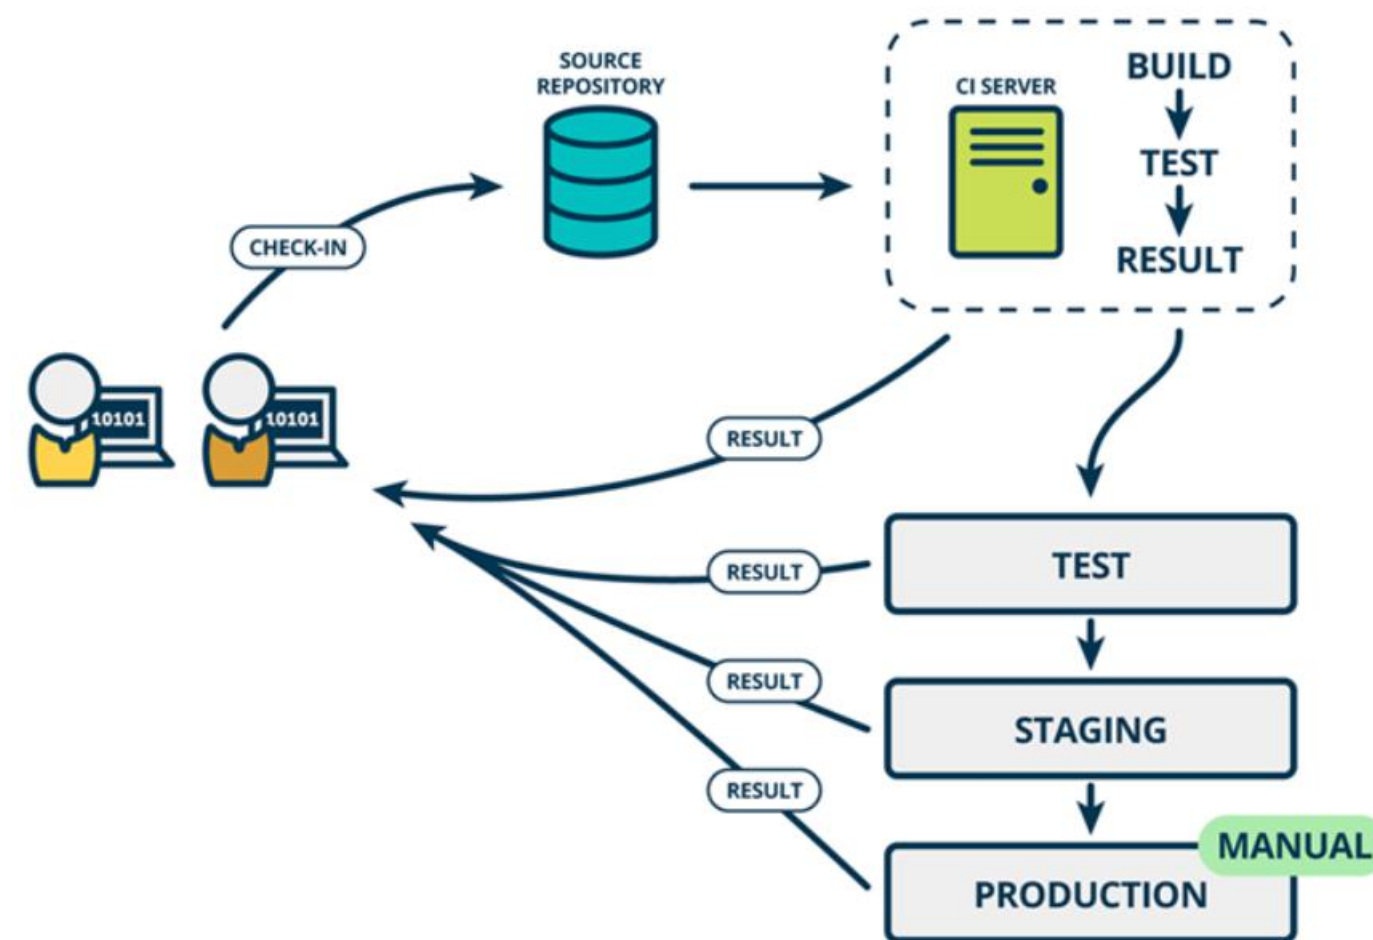 SOURCE
REPOSITORY
CI SERVER
BUILD
TEST
RESULT
CHECK-IN
10101
10101
RESULT
RESULT
TEST
RESULT
STAGING
RESULT
MANUAL
PRODUCTION